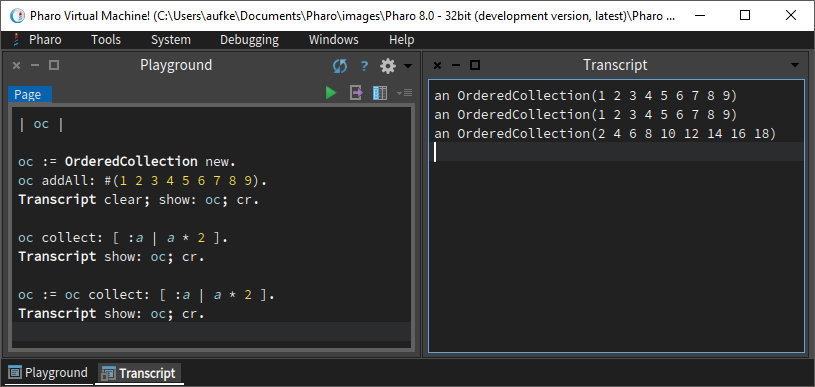 Pharo Virtual Machine! (C:\Users\aufke\Documents\Pharo\images\Pharo 8.0 - 32bit (development version, latest)\Pharo ...
Pharo Tools System Debugging Windows Help
Playground
?
Page
| oc |
oc := OrderedCollection new.
oc addAll: #(1 2 3 4 5 6 7 8 9).
Transcript clear; show: oc; cr.
oc collect: [ :a | a * 2 ].
Transcript show: oc; cr.
oc := oc collect: [ :a | a * 2 ].
Transcript show: oc; cr.
Transcript
an OrderedCollection(1 2 3 4 5 6 7 8 9)
an OrderedCollection(1 2 3 4 5 6 7 8 9)
an OrderedCollection(2 4 6 8 10 12 14 16 18)
Playground Transcript